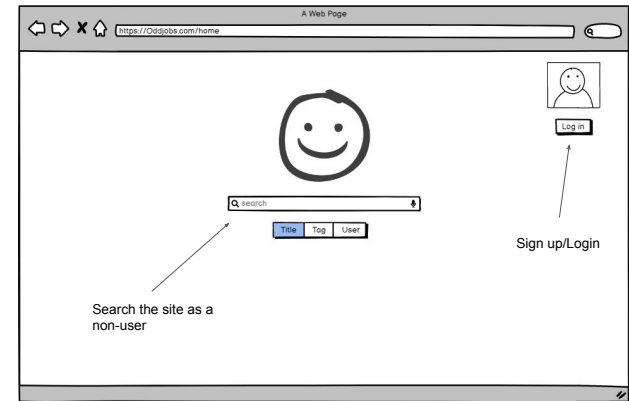 A Web Page
https://Oddjobs.com/home
Log in
search
Title Tag User
Sign up/Login
Search the site as a
non-user